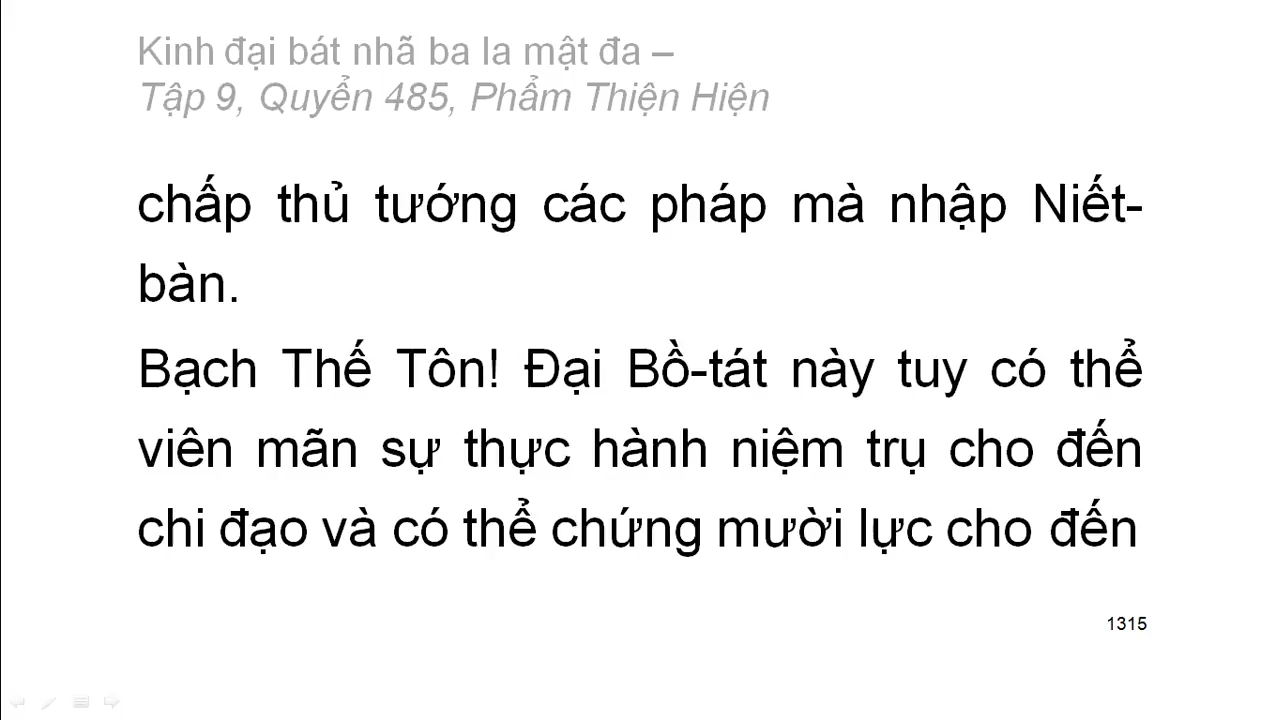 Kinh đại bát nhã ba la mật đa –
Tập 9, Quyển 485, Phẩm Thiện Hiện
chấp thủ tướng các pháp mà nhập Niết-
bàn.
Bạch Thế Tôn! Đại Bồ-tát này tuy có thể
viên mãn sự thực hành niệm trụ cho đến
chi đạo và có thể chứng mười lực cho đến
1315